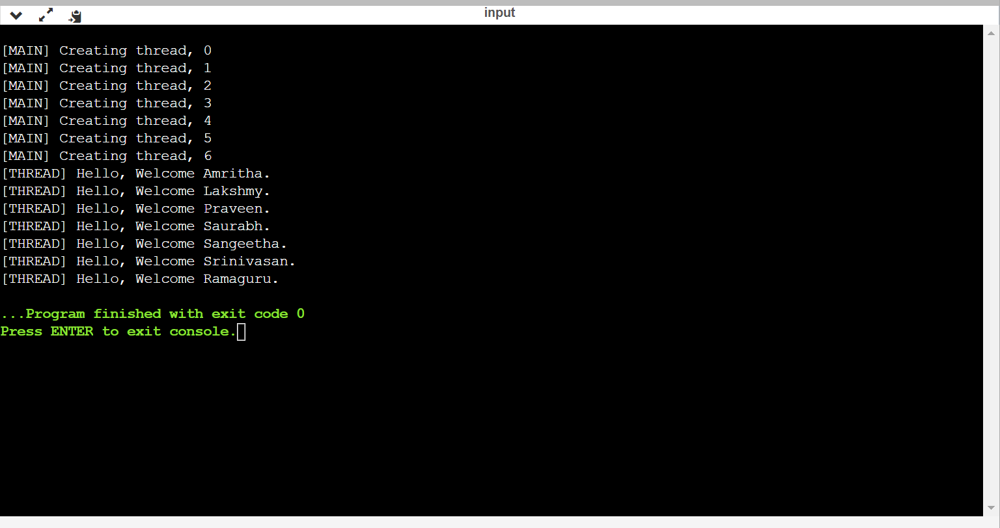 input
[MAIN] Creating thread, 0
[MAIN] Creating thread, 1
[MAIN] Creating thread, 2
[MAIN] Creating thread, 3
[MAIN] Creating thread, 4
[MAIN] Creating thread, 5
[MAIN] Creating thread, 6
[THREAD] Hello, Welcome Amritha.
[THREAD] Hello, Welcome Lakshmy.
[THREAD] Hello, Welcome Praveen.
[THREAD] Hello, Welcome Saurabh.
[THREAD] Hello, Welcome Sangeetha.
[THREAD] Hello, Welcome Srinivasan.
[THREAD] Hello, Welcome Ramaguru.
...Program finished with exit code 0
Press ENTER to exit console.